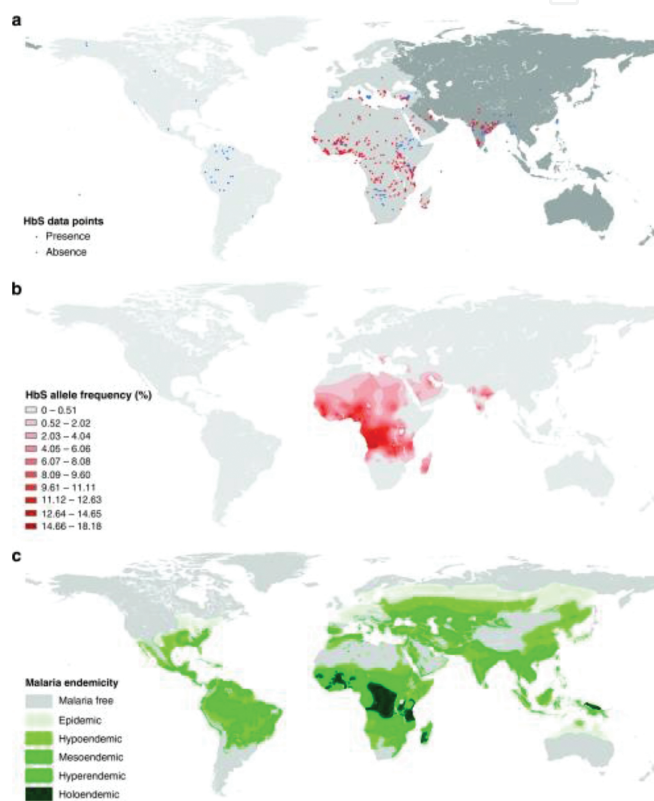 a
HbS data points
Presence
Absence
b
HbS allele frequency (%)
0 – 0.51
0.52 – 2.02
2.03 – 4.04
4.05 – 6.06
6.07 – 8.08
8.09 – 9.60
9.61 – 11.11
11.12 – 12.63
12.64 – 14.65
14.66 – 18.18
c
Malaria endemicity
Malaria free
Epidemic
Hypoendemic
Mesoendemic
Hyperendemic
Holoendemic